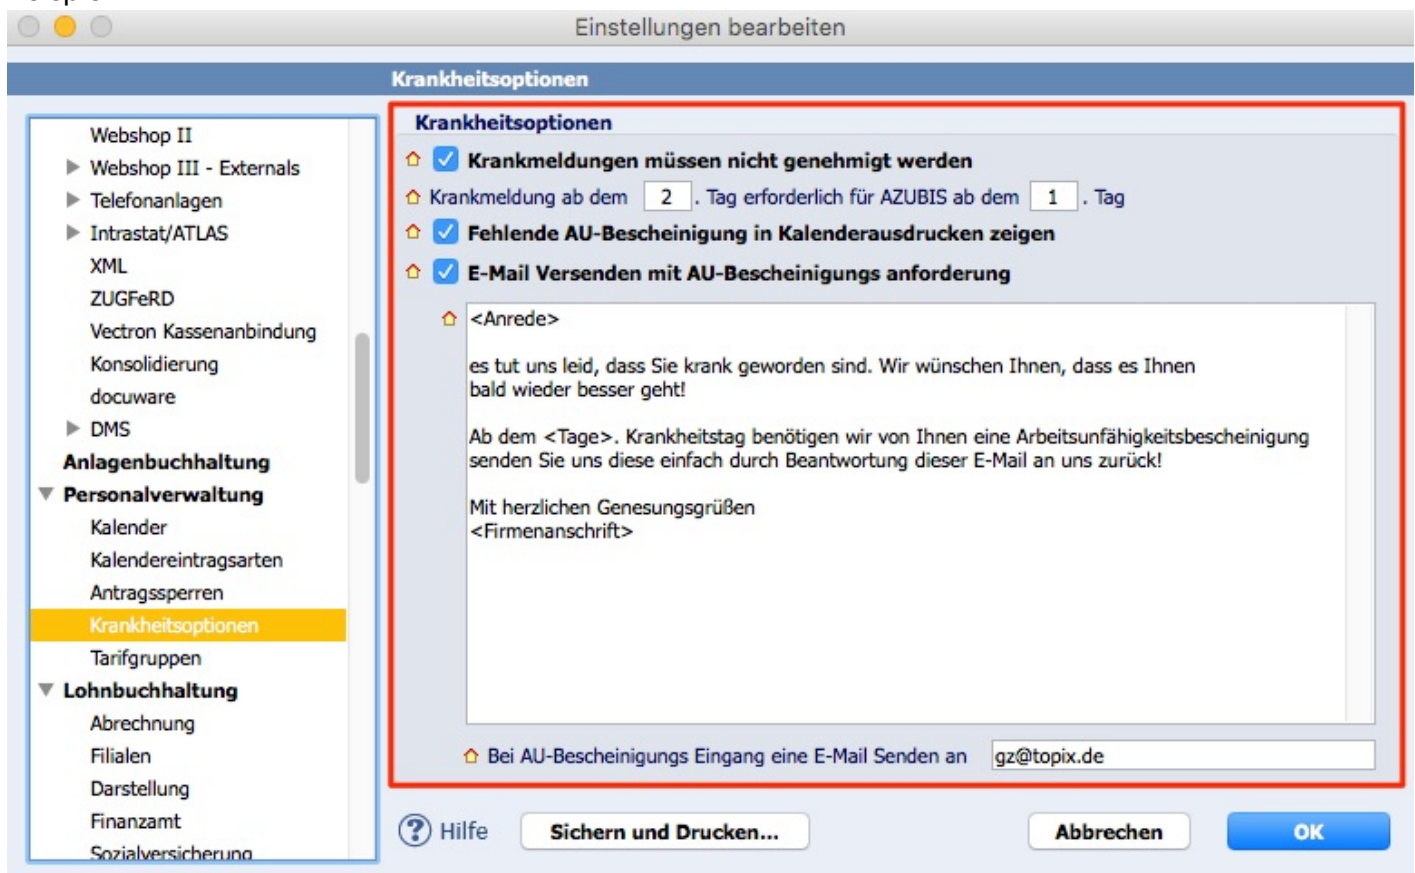 Einstellungen bearbeiten
Krankheitsoptionen
Webshop II
Webshop III - Externals
Telefonanlagen
Intrastat/ATLAS
XML
ZUGFeRD
Vectron Kassenanbindung
Konsolidierung
docuware
DMS
Anlagenbuchhaltung
Personalverwaltung
Kalender
Kalendereintragsarten
Antragssperren
Krankheitsoptionen
Tarifgruppen
Lohnbuchhaltung
Abrechnung
Filialen
Darstellung
Finanzamt
Sozialversicherung
Krankheitsoptionen
Krankmeldungen müssen nicht genehmigt werden
Krankmeldung ab dem 2 . Tag erforderlich für AZUBIS ab dem 1 . Tag
Fehlende AU-Bescheinigung in Kalenderausdrucken zeigen
E-Mail Versenden mit AU-Bescheinigungs anforderung
<Anrede>
es tut uns leid, dass Sie krank geworden sind. Wir wünschen Ihnen, dass es Ihnen
bald wieder besser geht!
Ab dem <Tage>. Krankheitstag benötigen wir von Ihnen eine Arbeitsunfähigkeitsbescheinigung
senden Sie uns diese einfach durch Beantwortung dieser E-Mail an uns zurück!
Mit herzlichen Genesungsgrüßen
<Firmenanschrift>
Bei AU-Bescheinigungs Eingang eine E-Mail Senden an gz@topix.de
? Hilfe
Sichern und Drucken...
Abbrechen
OK